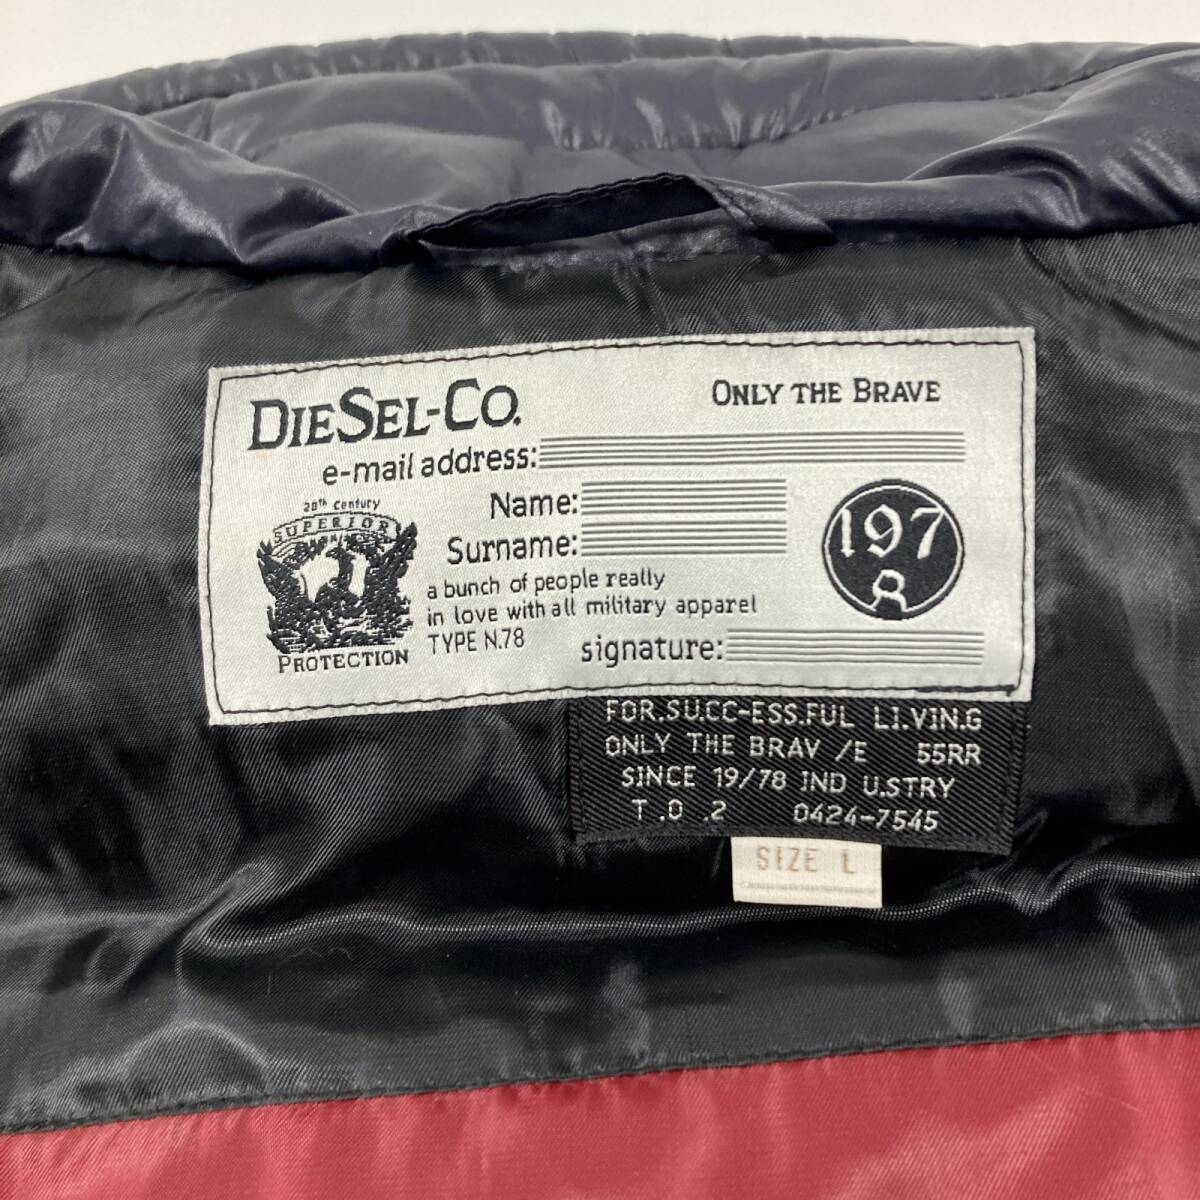 DIESEL-CO.
ONLY THE BRAVE
e-mail address:
Name:
Surname:
20th Century
SUPERIOR
PROTECTION
a bunch of people really
in love with all military apparel
TYPE N.78
197
8
signature:
FOR.SU.CC-ESS.FUL LI.VIN.G
ONLY THE BRAV /E 55RR
SINCE 19/78 IND U.STRY
T .O .2 0424-7545
SIZE L